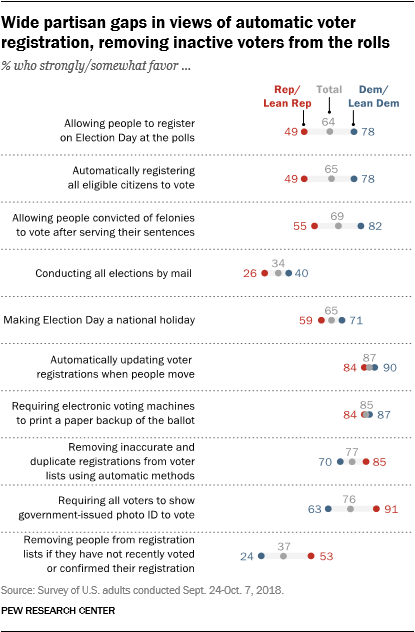 Wide partisan gaps in views of automatic voter
registration, removing inactive voters from the rolls
% who strongly/somewhat favor ...
Rep/ Total Dem/
Lean Rep Lean Dem
Allowing people to register
on Election Day at the polls
49 64 78
Automatically registering
all eligible citizens to vote
49 65 78
Allowing people convicted of felonies
to vote after serving their sentences
55 69 82
Conducting all elections by mail
26 34 40
Making Election Day a national holiday
59 65 71
Automatically updating voter
registrations when people move
84 87 90
Requiring electronic voting machines
to print a paper backup of the ballot
84 85 87
Removing inaccurate and
duplicate registrations from voter
lists using automatic methods
70 77 85
Requiring all voters to show
government-issued photo ID to vote
63 76 91
Removing people from registration
lists if they have not recently voted
or confirmed their registration
24 37 53
Source: Survey of U.S. adults conducted Sept. 24-Oct. 7, 2018.
PEW RESEARCH CENTER